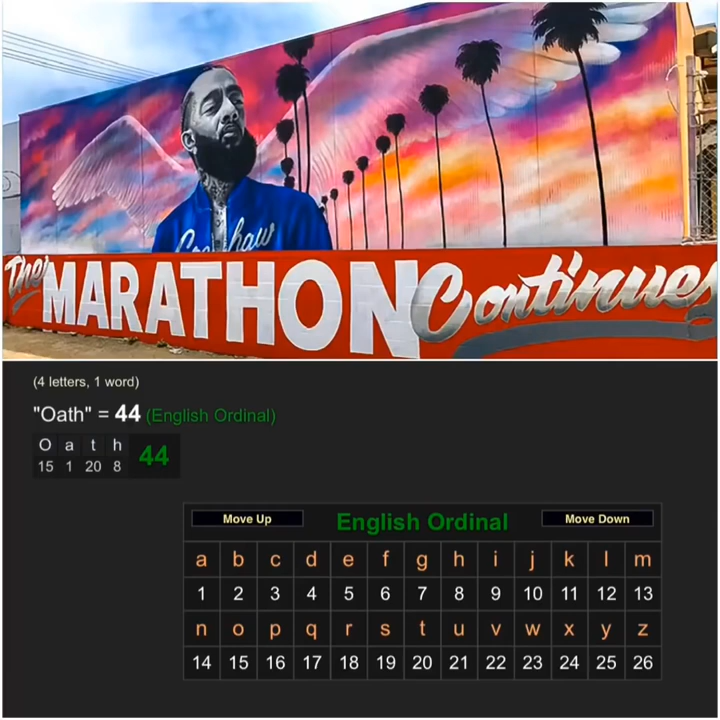 Crenshaw
The MARATHON Continues
(4 letters, 1 word)
"Oath" = 44 (English Ordinal)
O a t h
15 1 20 8 44
Move Up English Ordinal Move Down
a b c d e f g h i j k l m
1 2 3 4 5 6 7 8 9 10 11 12 13
n o p q r s t u v w x y z
14 15 16 17 18 19 20 21 22 23 24 25 26